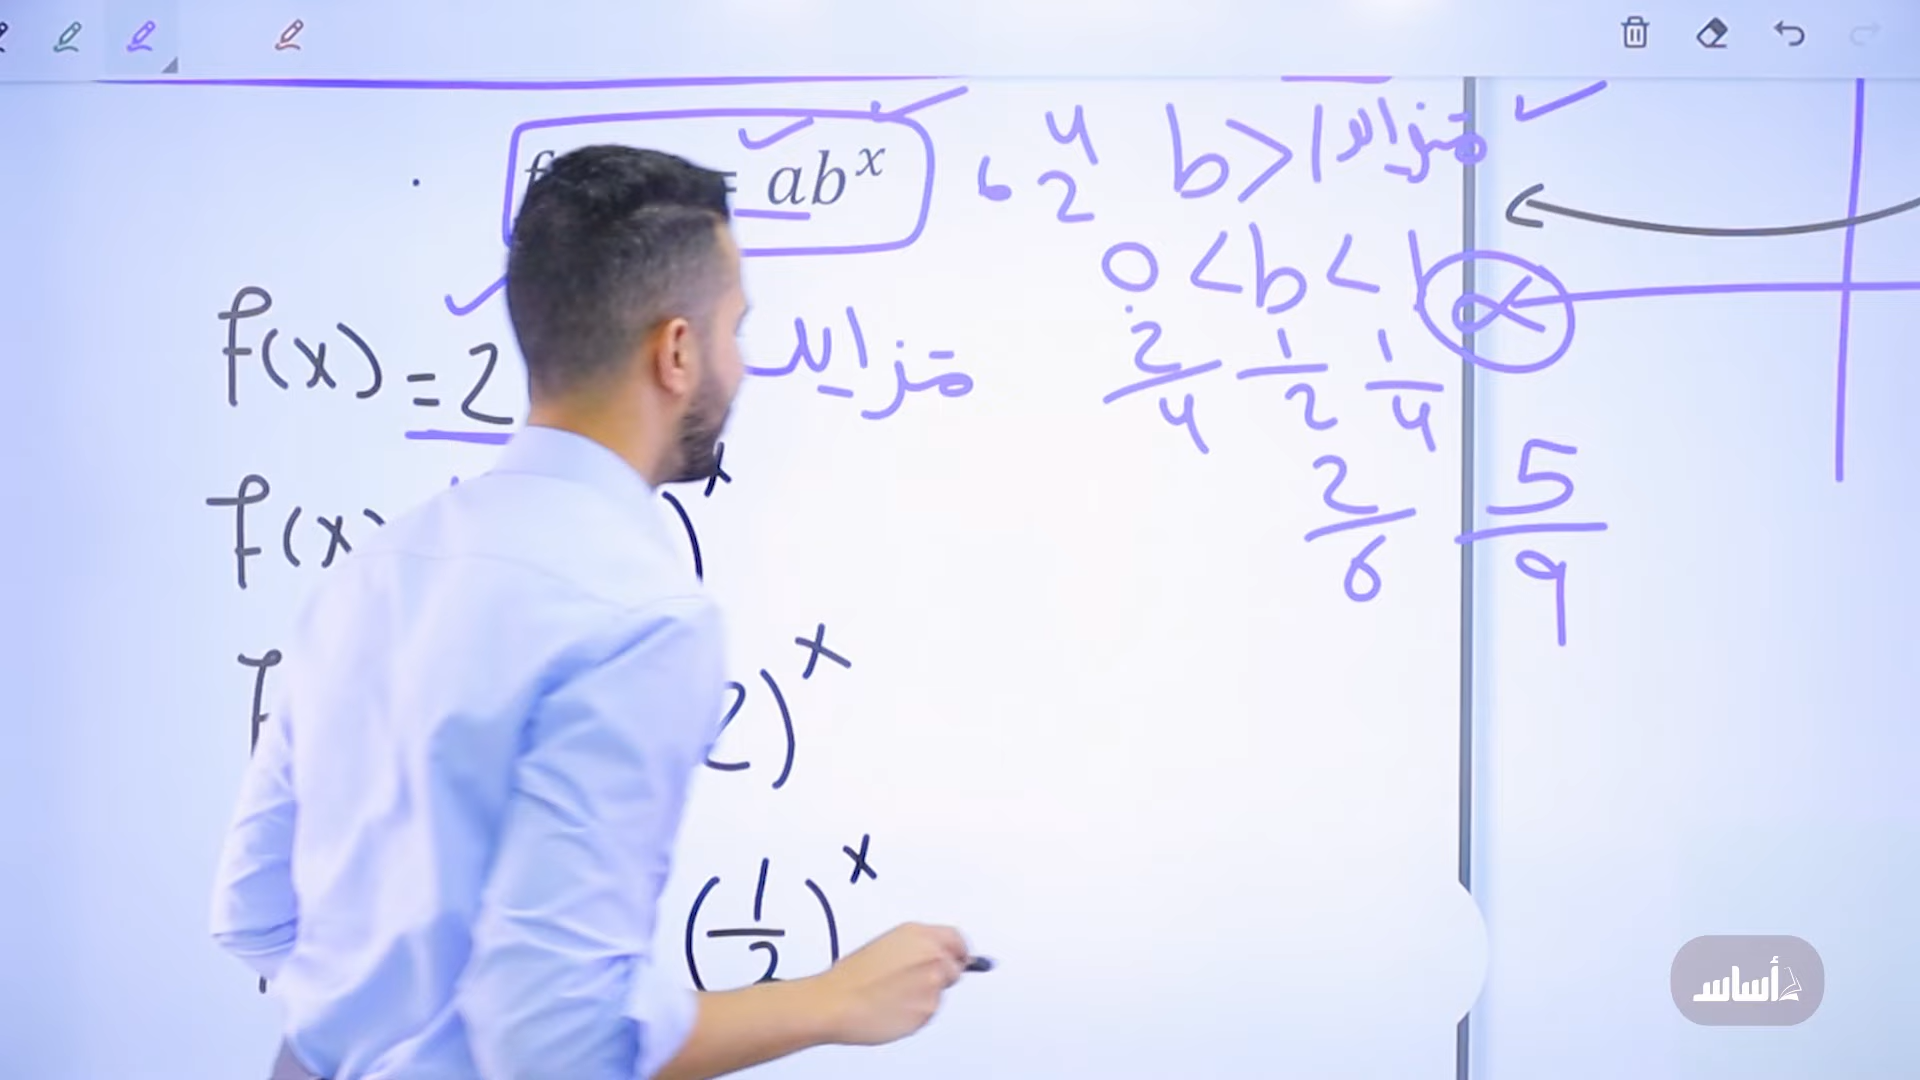 = ab^x
6 2 4 b > 1 متزايد
0 < b < 1
f(x) = 2
متزايد
2/4 1/2 1/4
f(x) )^x
2/6 5/9
2)^x
(1/2)^x
أساس